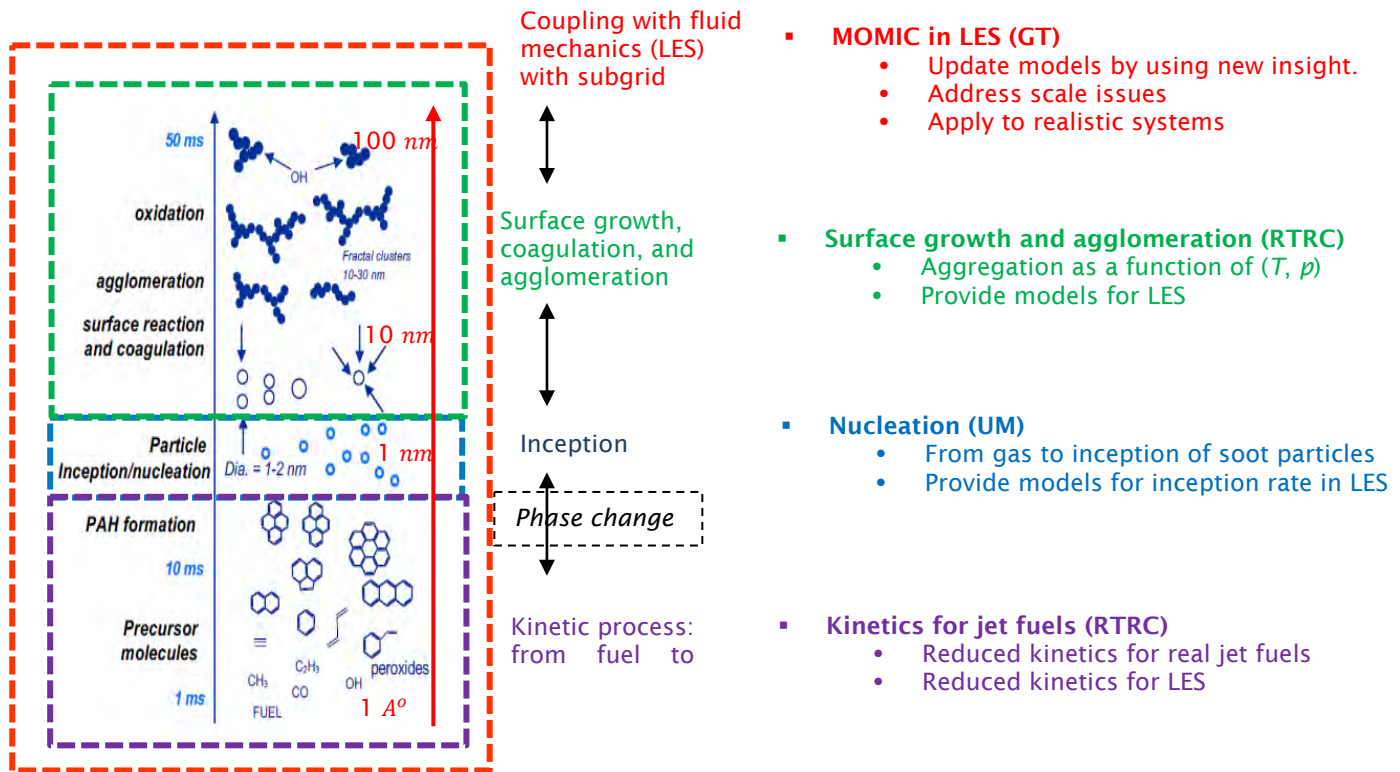 50 ms
100 nm
OH
oxidation
Fractal clusters
10-30 nm
agglomeration
surface reaction
and coagulation
10 nm
Particle
Inception/nucleation
Dia. = 1-2 nm
1 nm
PAH formation
10 ms
Precursor
molecules
C₂H₃
peroxides
CH₃
CO
OH
1 ms
FUEL
1 Aᵒ
Coupling with fluid
mechanics (LES)
with subgrid
Surface growth,
coagulation, and
agglomeration
Inception
Phase change
Kinetic process:
from fuel to
▪ MOMIC in LES (GT)
• Update models by using new insight.
• Address scale issues
• Apply to realistic systems
▪ Surface growth and agglomeration (RTRC)
• Aggregation as a function of (T, p)
• Provide models for LES
▪ Nucleation (UM)
• From gas to inception of soot particles
• Provide models for inception rate in LES
▪ Kinetics for jet fuels (RTRC)
• Reduced kinetics for real jet fuels
• Reduced kinetics for LES